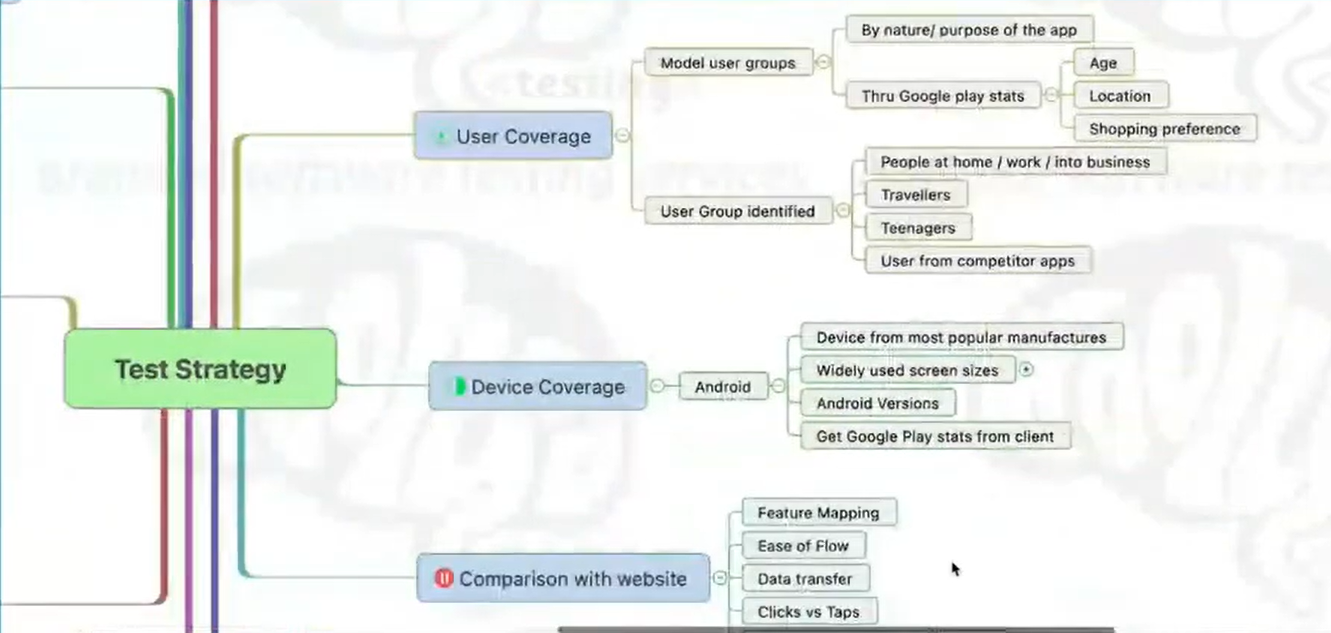 Test Strategy
User Coverage
Model user groups
By nature/ purpose of the app
Thru Google play stats
Age
Location
Shopping preference
User Group identified
People at home / work / into business
Travellers
Teenagers
User from competitor apps
Device Coverage
Android
Device from most popular manufactures
Widely used screen sizes
Android Versions
Get Google Play stats from client
Comparison with website
Feature Mapping
Ease of Flow
Data transfer
Clicks vs Taps